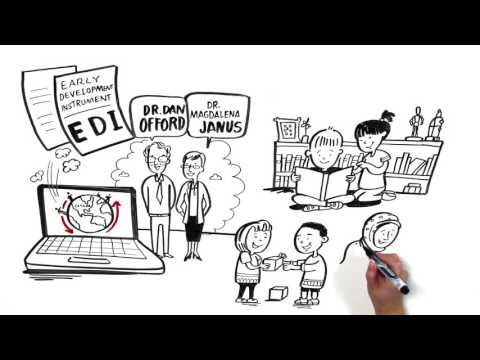 EARLY
DEVELOPMENT
INSTRUMENT
EDI
DR. DAN
OFFORD
DR.
MAGDALENA
JANUS